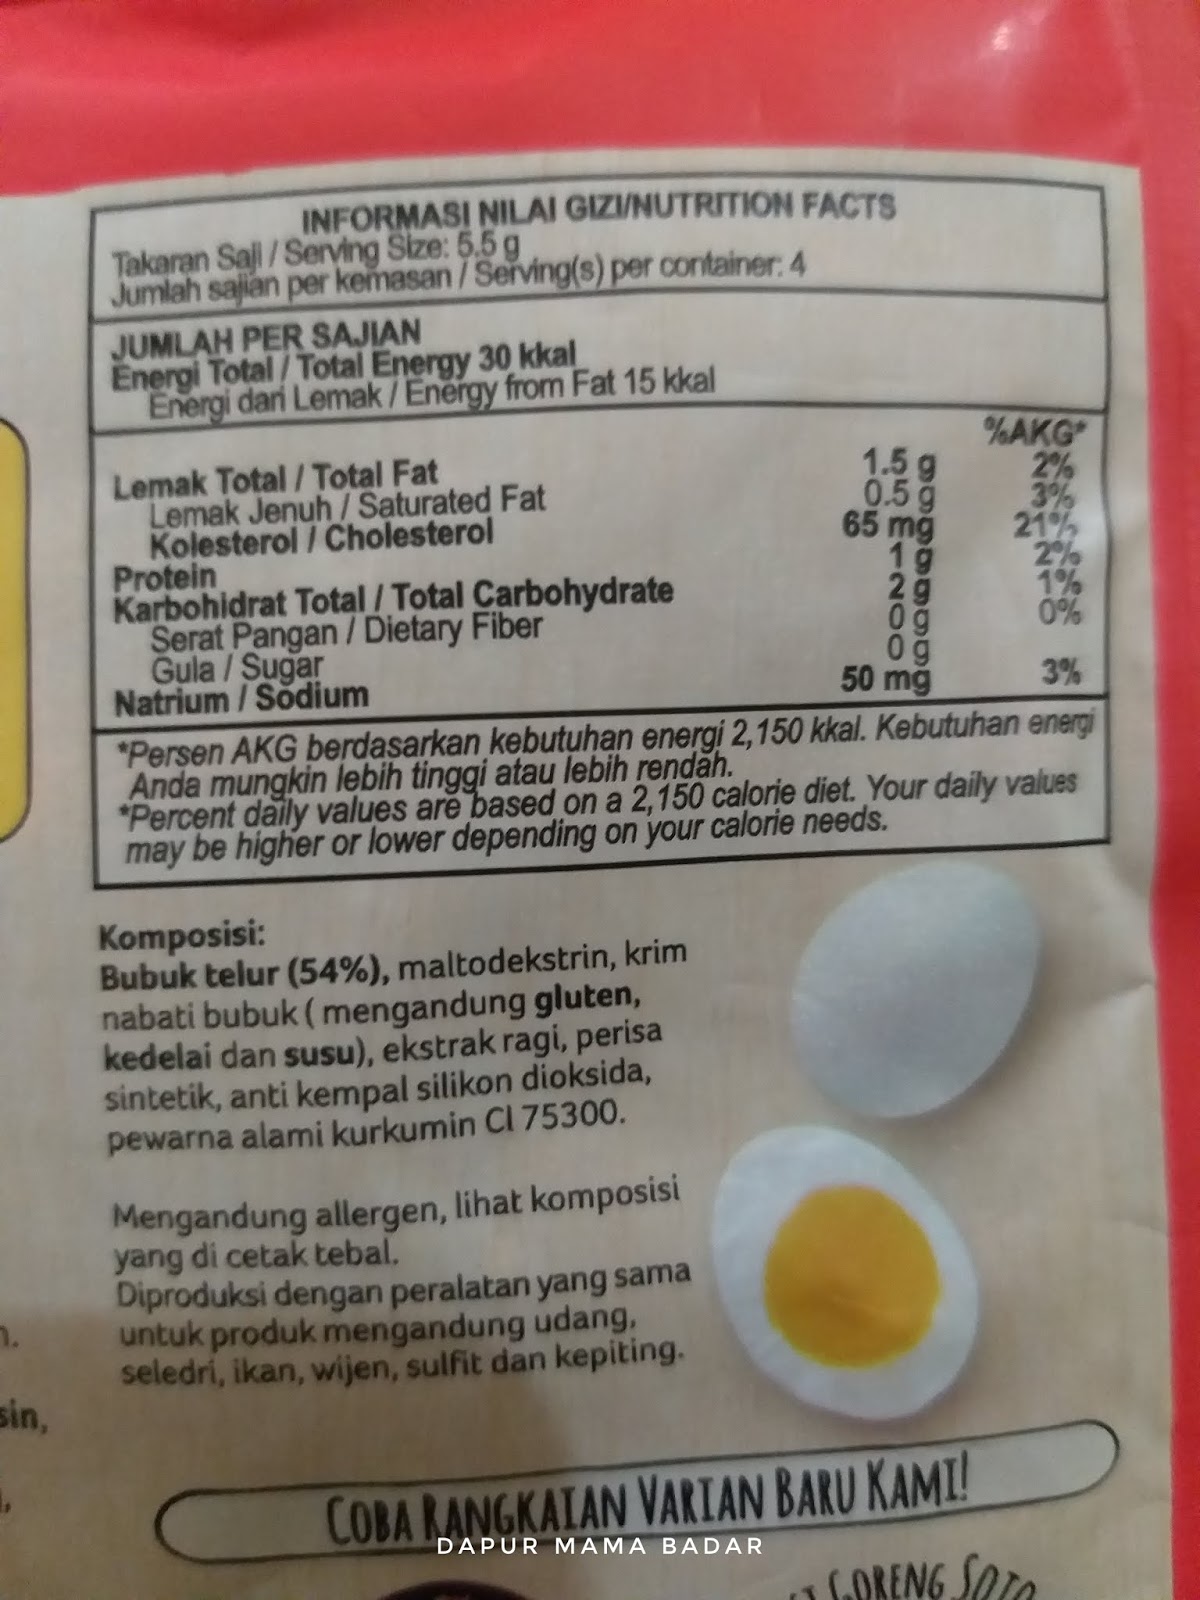 INFORMASI NILAI GIZI/NUTRITION FACTS
Takaran Saji / Serving Size: 5,5 g
Jumlah sajian per kemasan / Serving(s) per container: 4
JUMLAH PER SAJIAN
Energi Total / Total Energy 30 kkal
Energi dari Lemak / Energy from Fat 15 kkal
%AKG*
Lemak Total / Total Fat 1.5 g 2%
Lemak Jenuh / Saturated Fat 0.5 g 3%
Kolesterol / Cholesterol 65 mg 21%
Protein 1 g 2%
Karbohidrat Total / Total Carbohydrate 2 g 1%
Serat Pangan / Dietary Fiber 0 g 0%
Gula / Sugar 0 g
Natrium / Sodium 50 mg 3%
*Persen AKG berdasarkan kebutuhan energi 2,150 kkal. Kebutuhan energi
Anda mungkin lebih tinggi atau lebih rendah.
*Percent daily values are based on a 2,150 calorie diet. Your daily values
may be higher or lower depending on your calorie needs.
Komposisi:
Bubuk telur (54%), maltodekstrin, krim
nabati bubuk ( mengandung gluten,
kedelai dan susu), ekstrak ragi, perisa
sintetik, anti kempal silikon dioksida,
pewarna alami kurkumin CI 75300.
Mengandung allergen, lihat komposisi
yang di cetak tebal.
Diproduksi dengan peralatan yang sama
untuk produk mengandung udang,
seledri, ikan, wijen, sulfit dan kepiting.
COBA RANGKAIAN VARIAN BARU KAMI!
DAPUR MAMA BADAR
GORENG SOTO